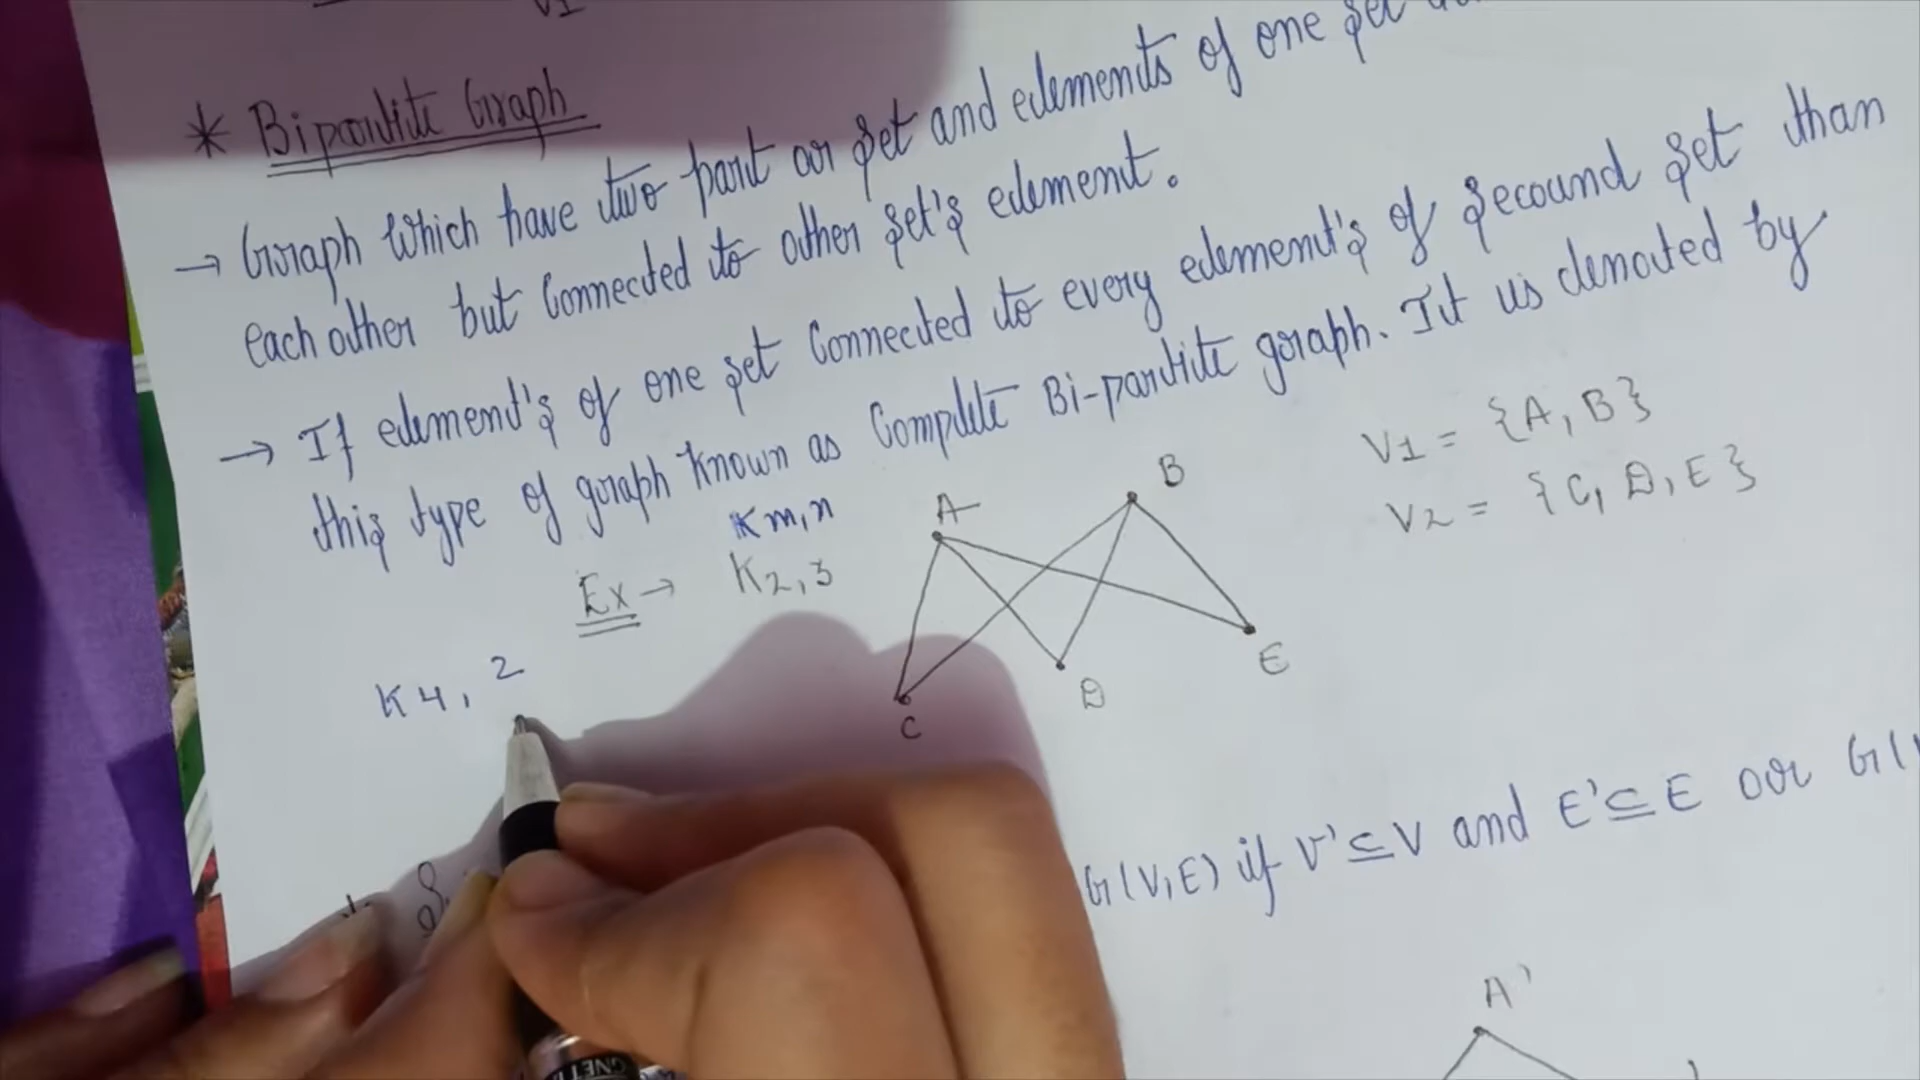 V1
* Bipartite Graph
→ Graph which have two part or set and elements of one set
each other but Connected to other set's element.
→ If element's of one set Connected to every element's of secound set than
this type of graph known as Complete Bi-partite graph. It is denoted by
Km,n
Ex → K2,3
A
B
C
D
E
V1 = {A, B}
V2 = {C, D, E}
K4, 2
G(V,E) if V'⊆V and E'⊆E or G(
A'
GNET